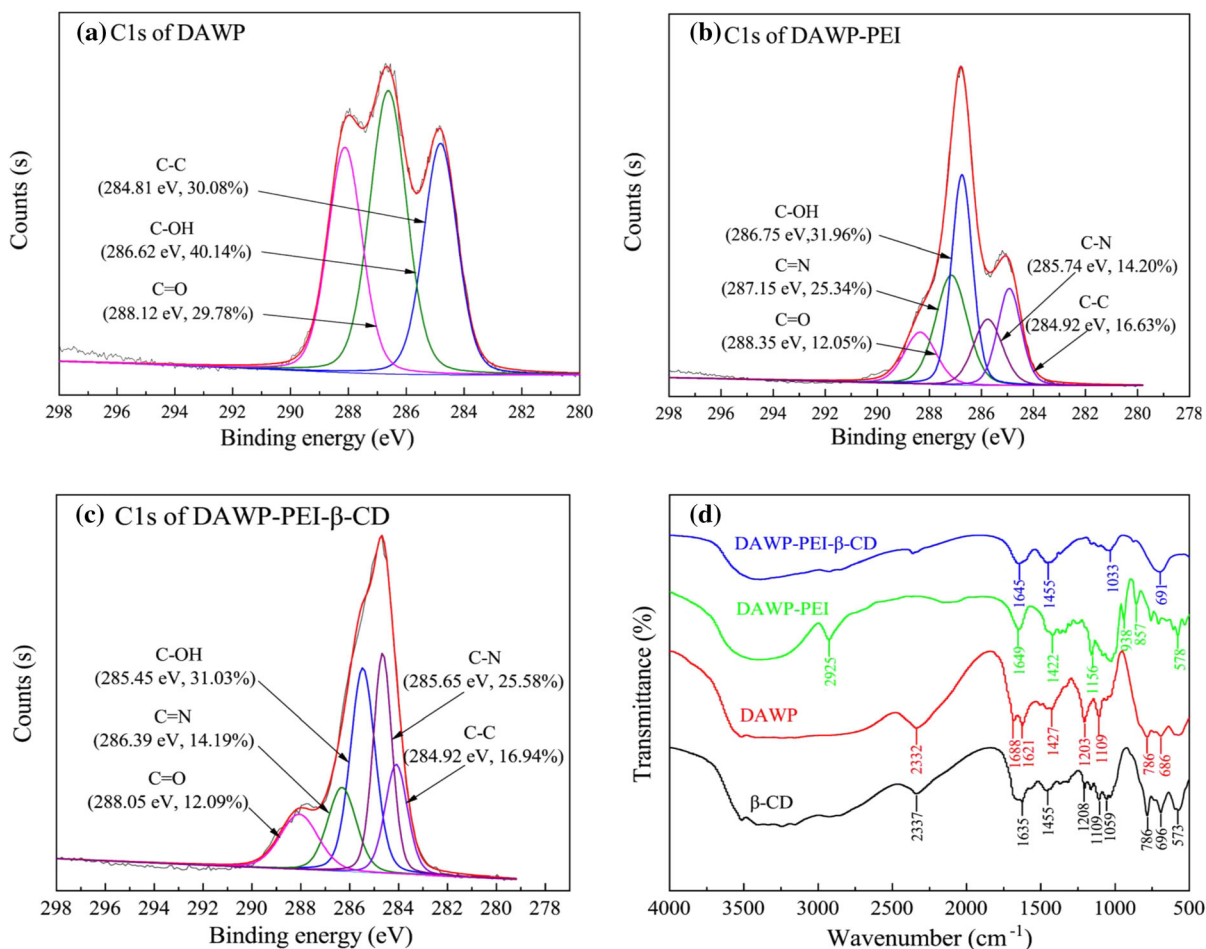 (a) C1s of DAWP
Counts (s)
C-C
(284.81 eV, 30.08%)
C-OH
(286.62 eV, 40.14%)
C=O
(288.12 eV, 29.78%)
298 296 294 292 290 288 286 284 282 280
Binding energy (eV)
(b) C1s of DAWP-PEI
Counts (s)
C-OH
(286.75 eV,31.96%)
C=N
(287.15 eV, 25.34%)
C=O
(288.35 eV, 12.05%)
C-N
(285.74 eV, 14.20%)
C-C
(284.92 eV, 16.63%)
298 296 294 292 290 288 286 284 282 280 278
Binding energy (eV)
(c) C1s of DAWP-PEI-β-CD
Counts (s)
C-OH
(285.45 eV, 31.03%)
C=N
(286.39 eV, 14.19%)
C=O
(288.05 eV, 12.09%)
C-N
(285.65 eV, 25.58%)
C-C
(284.92 eV, 16.94%)
298 296 294 292 290 288 286 284 282 280 278
Binding energy (eV)
(d)
Transmittance (%)
DAWP-PEI-β-CD
1645 1455 1033 691
DAWP-PEI
2925 1649 1422 1156 938 857 578
DAWP
2332 1688 1621 1427 1203 1109 786 686
β-CD
2337 1635 1455 1208 1109 1059 786 696 573
4000 3500 3000 2500 2000 1500 1000 500
Wavenumber (cm⁻¹)